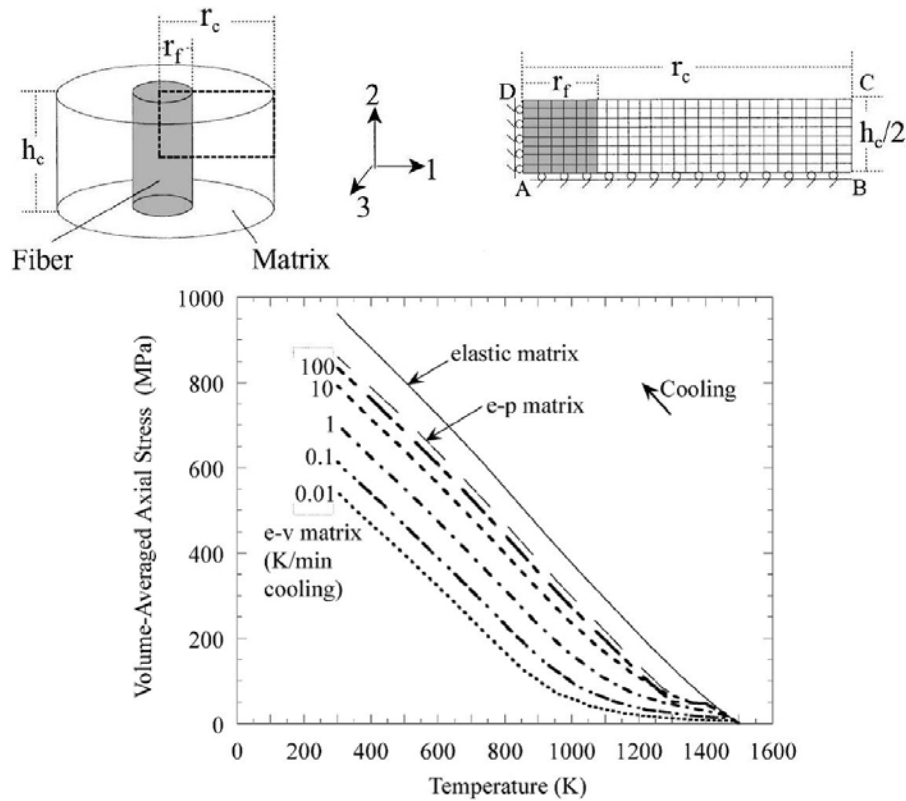 r_c
r_f
h_c
2
1
3
Fiber
Matrix
r_c
r_f
D
C
h_c/2
A
B
Volume-Averaged Axial Stress (MPa)
1000
800
600
400
200
0
elastic matrix
e-p matrix
Cooling
100
10
1
0.1
0.01
e-v matrix
(K/min
cooling)
0 200 400 600 800 1000 1200 1400 1600
Temperature (K)